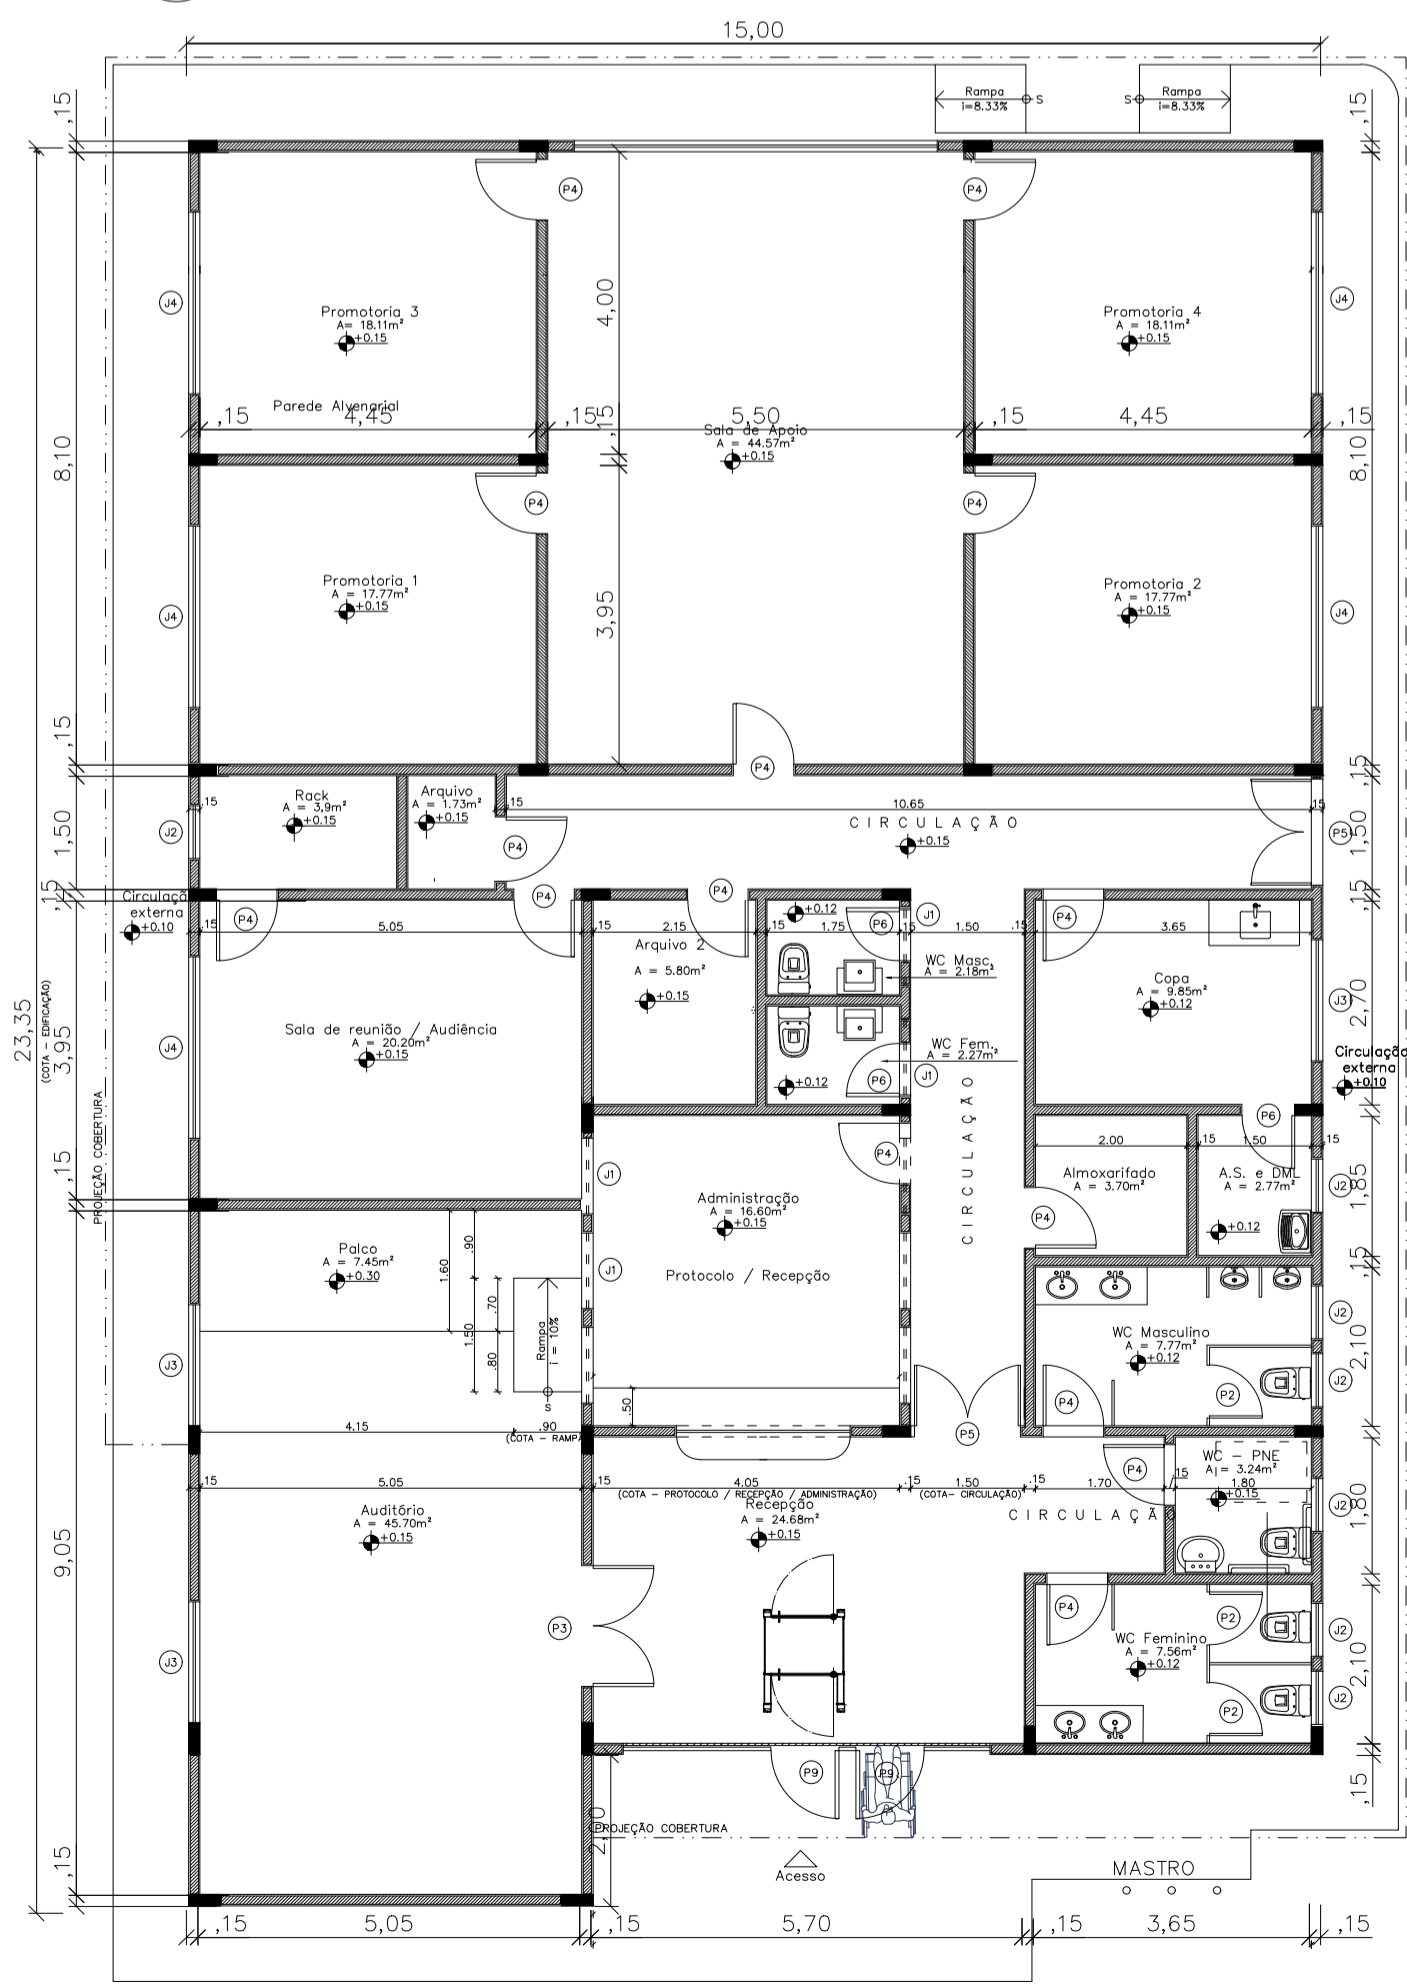 15,00
Rampa
i=8.33%
S
S
Rampa
i=8.33%
,15
,15
P4
P4
J4
Promotoria 3
A= 18.11m²
+0.15
4,00
Promotoria 4
A = 18.11m²
+0.15
J4
Parede Alvenarial
,15
4,45
,15
,15
5,50
,15
4,45
,15
Sala de Apoio
A = 44.57m²
+0.15
8,10
8,10
P4
P4
J4
Promotoria 1
A = 17.77m²
+0.15
3,95
Promotoria 2
A = 17.77m²
+0.15
J4
,15
P4
,15
Rack
A = 3,9m²
+0.15
Arquivo
A = 1.73m²
+0.15
.15
.15
10.65
15
CIRCULAÇÃO
+0.15
J2
1,50
P4
P5
1,50
,15
,15
Circulaçã
externa
+0.10
P4
P4
P4
+0.12
P6
J1
P4
.15
5.05
.15
2.15
.15
1.75
.15
1.50
.15
3.65
Arquivo 2
A = 5.80m²
+0.15
WC Masc.
A = 2.18m²
Copa
A = 9.85m²
+0.12
J3
2,70
23,35
(COTA - EDIFICAÇÃO)
3,95
J4
Sala de reunião / Audiência
A = 20.20m²
+0.15
WC Fem.
A = 2.27m²
+0.12
P6
J1
CIRCULAÇÃO
Circulação
externa
+0.10
P6
PROJEÇÃO COBERTURA
,15
J1
P4
2.00
.15
1.50
.15
Almoxarifado
A = 3.70m²
A.S. e DML
A = 2.77m²
+0.12
J2
1,85
Administração
A = 16.60m²
+0.15
P4
Palco
A = 7.45m²
+0.30
1.60
.90
J1
Protocolo / Recepção
,15
1.50
.70
.80
Rampa
i = 10%
S
WC Masculino
A = 7.77m²
+0.12
J2
2,10
J3
P2
J2
P4
.50
4.15
.90
(COTA - RAMPA
P5
WC - PNE
A = 3.24m²
+0.15
P4
.15
5.05
.15
4.05
.15
1.50
.15
1.70
.15
1.80
(COTA - PROTOCOLO / RECEPÇÃO / ADMINISTRAÇÃO)
(COTA- CIRCULAÇÃO)
Auditório
A = 45.70m²
+0.15
Recepção
A = 24.68m²
+0.15
CIRCULAÇÃO
J2
1,80
9,05
P3
P4
P2
J2
WC Feminino
A = 7.56m²
+0.12
J3
2,10
P2
J2
P9
P9
,15
PROJEÇÃO COBERTURA
,15
Acesso
MASTRO
,15
5,05
,15
5,70
,15
3,65
,15